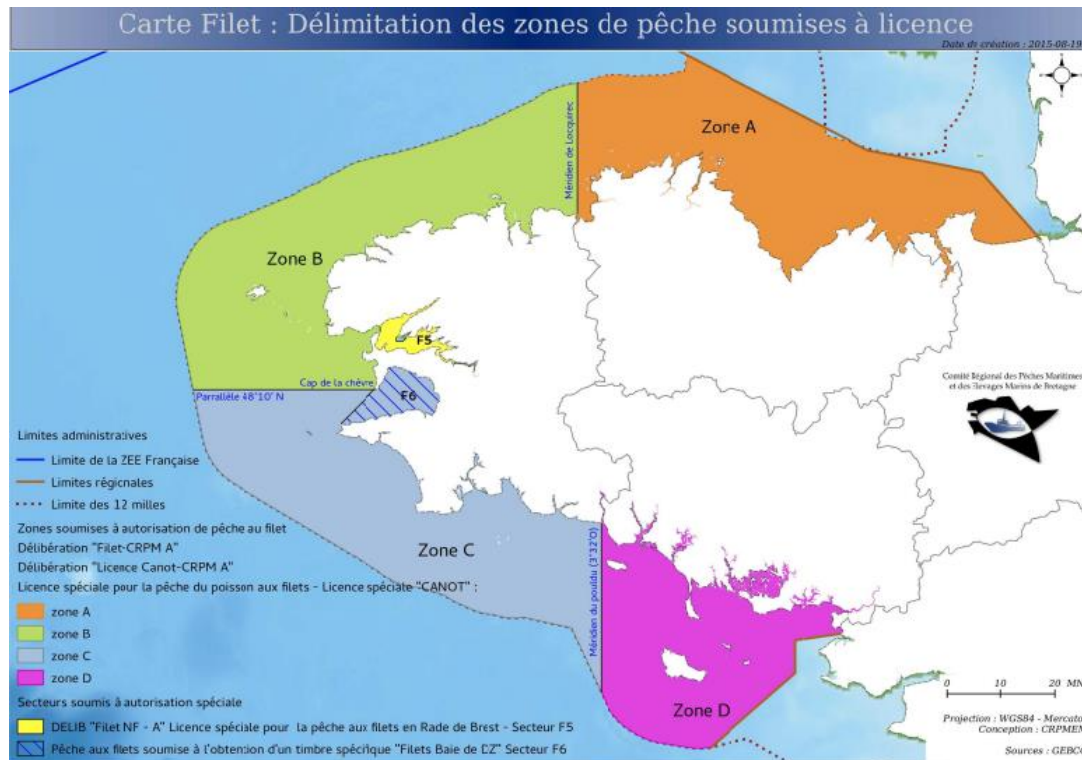 Carte Filet : Délimitation des zones de pêche soumises à licence
Date de création : 2015-08-19
Zone A
Méridien de Locquirec
Zone B
F5
Cap de la chèvre
Parrallèle 48°10' N
F6
Comité Régional des Pêches Maritimes
et des Elevages Marins de Bretagne
Limites administratives
Limite de la ZEE Française
Limites régionales
Limite des 12 milles
Zones soumises à autorisation de pêche au filet
Délibération "Filet-CRPM A"
Délibération "Licence Canot-CRPM A"
Licence spéciale pour la pêche du poisson aux filets - Licence spéciale "CANOT" :
zone A
zone B
zone C
zone D
Secteurs soumis à autorisation spéciale
DELIB "Filet NF - A" Licence spéciale pour la pêche aux filets en Rade de Brest - Secteur F5
Pêche aux filets soumise à l'obtention d'un timbre spécifique "Filets Baie de DZ" Secteur F6
Zone C
Méridien du pouldu (3°32'O)
Zone D
0 10 20 MN
Projection : WGS84 - Mercato
Conception : CRPMEM
Sources : GEBCO